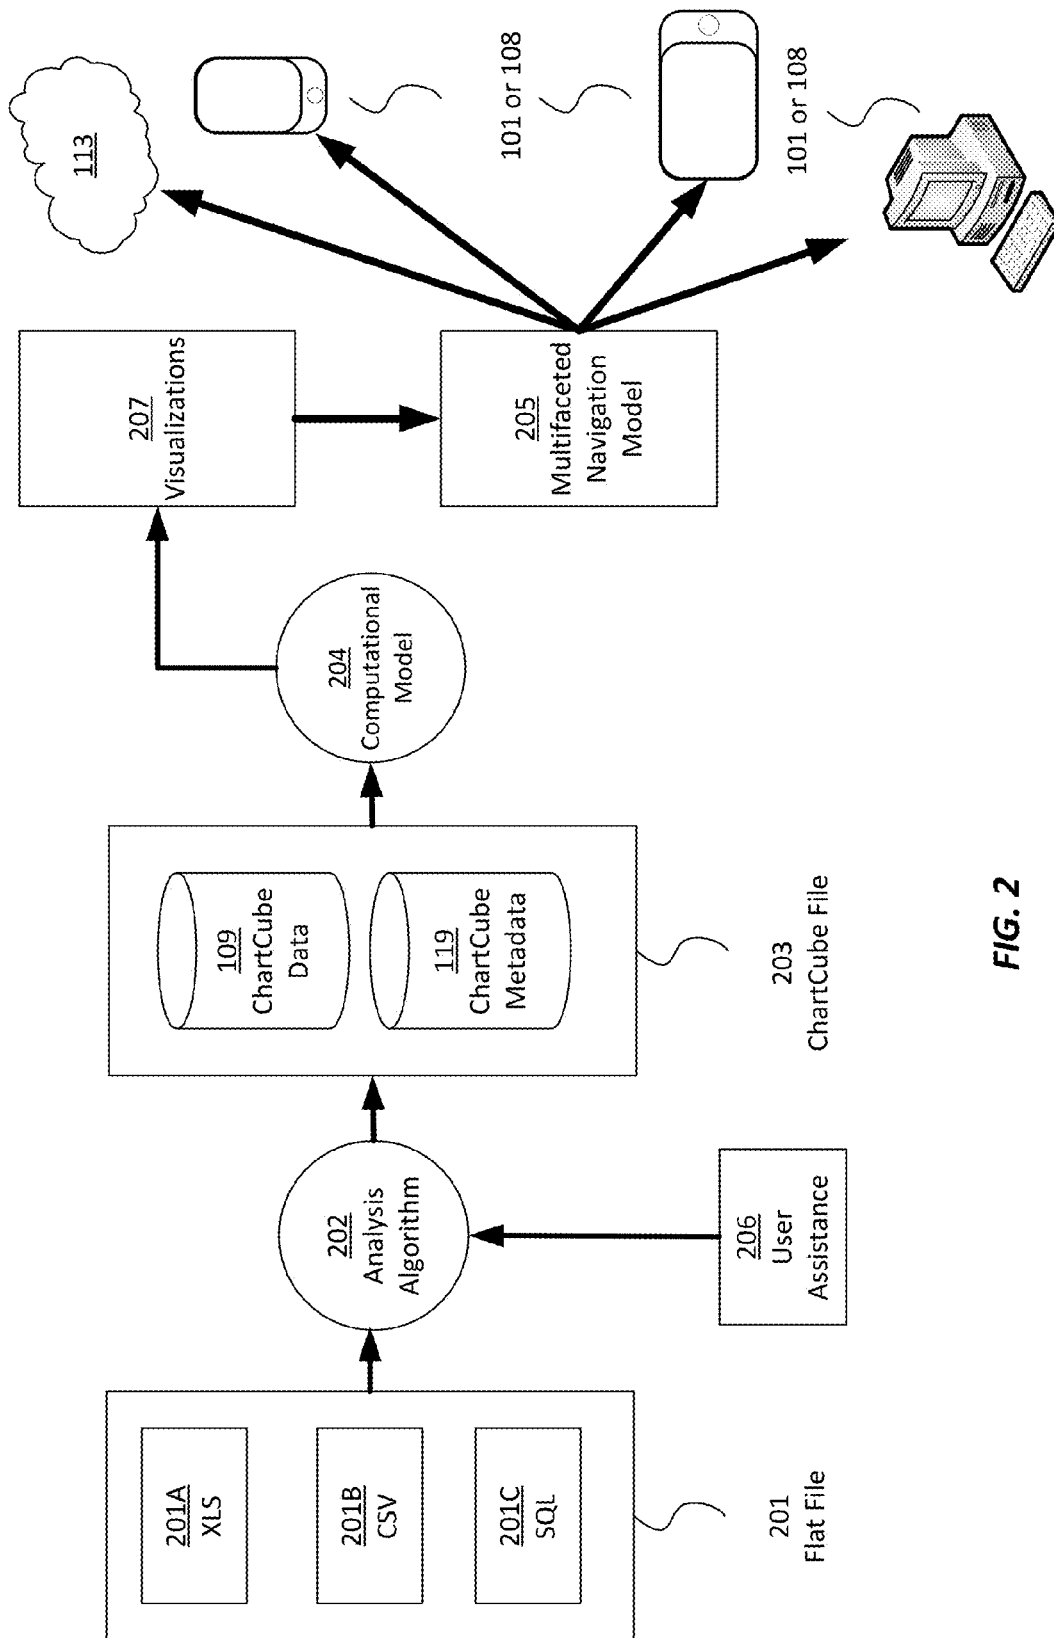 201A
XLS
201B
CSV
201C
SQL
201
Flat File
202
Analysis
Algorithm
206
User
Assistance
109
ChartCube
Data
119
ChartCube
Metadata
203
ChartCube File
204
Computational
Model
207
Visualizations
205
Multifaceted
Navigation
Model
113
101 or 108
101 or 108
FIG. 2